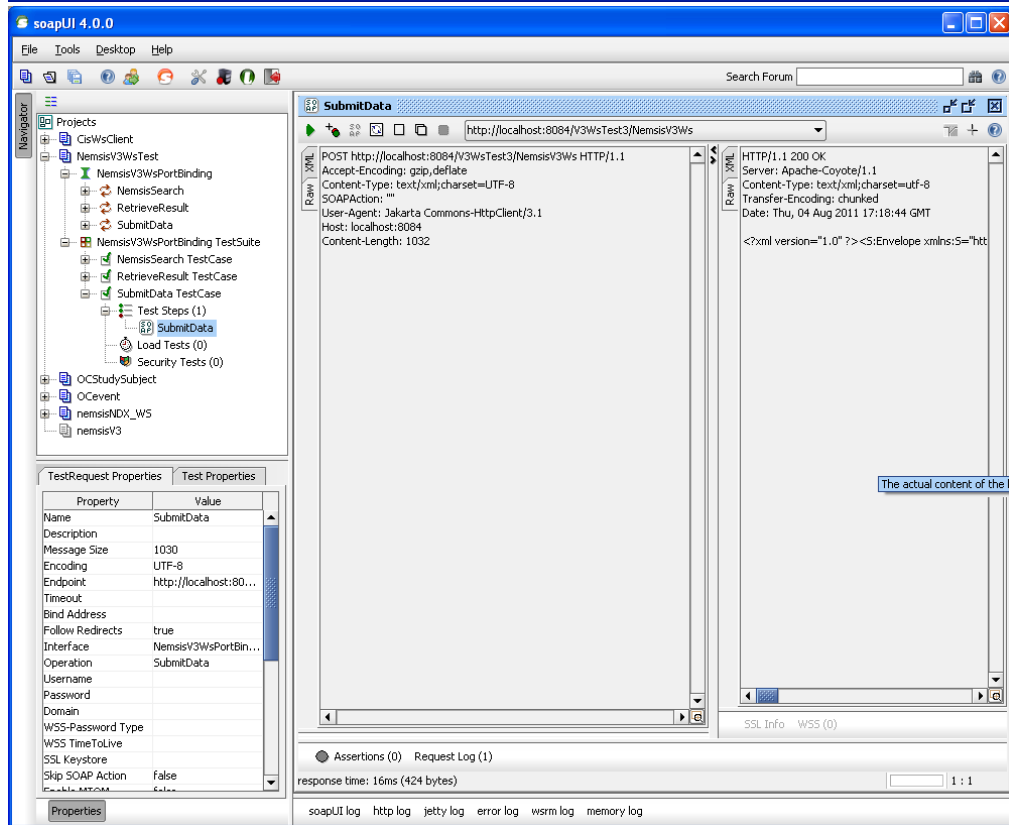 soapUI 4.0.0
File Tools Desktop Help
Search Forum
Navigator
Projects
CisWsClient
NemsisV3WsTest
NemsisV3WsPortBinding
NemsisSearch
RetrieveResult
SubmitData
NemsisV3WsPortBinding TestSuite
NemsisSearch TestCase
RetrieveResult TestCase
SubmitData TestCase
Test Steps (1)
SubmitData
Load Tests (0)
Security Tests (0)
OCStudySubject
OCevent
nemsisNDX_WS
nemsisV3
TestRequest Properties Test Properties
Property Value
Name SubmitData
Description
Message Size 1030
Encoding UTF-8
Endpoint http://localhost:80...
Timeout
Bind Address
Follow Redirects true
Interface NemsisV3WsPortBin...
Operation SubmitData
Username
Password
Domain
WSS-Password Type
WSS TimeToLive
SSL Keystore
Skip SOAP Action false
Enable MTOM false
Properties
SubmitData
http://localhost:8084/V3WsTest3/NemsisV3Ws
XML
Raw
POST http://localhost:8084/V3WsTest3/NemsisV3Ws HTTP/1.1
Accept-Encoding: gzip,deflate
Content-Type: text/xml;charset=UTF-8
SOAPAction: ""
User-Agent: Jakarta Commons-HttpClient/3.1
Host: localhost:8084
Content-Length: 1032
XML
Raw
HTTP/1.1 200 OK
Server: Apache-Coyote/1.1
Content-Type: text/xml;charset=utf-8
Transfer-Encoding: chunked
Date: Thu, 04 Aug 2011 17:18:44 GMT
<?xml version="1.0" ?><S:Envelope xmlns:S="htt
The actual content of the
SSL Info WSS (0)
Assertions (0) Request Log (1)
response time: 16ms (424 bytes)
1 : 1
soapUI log http log jetty log error log wsrm log memory log